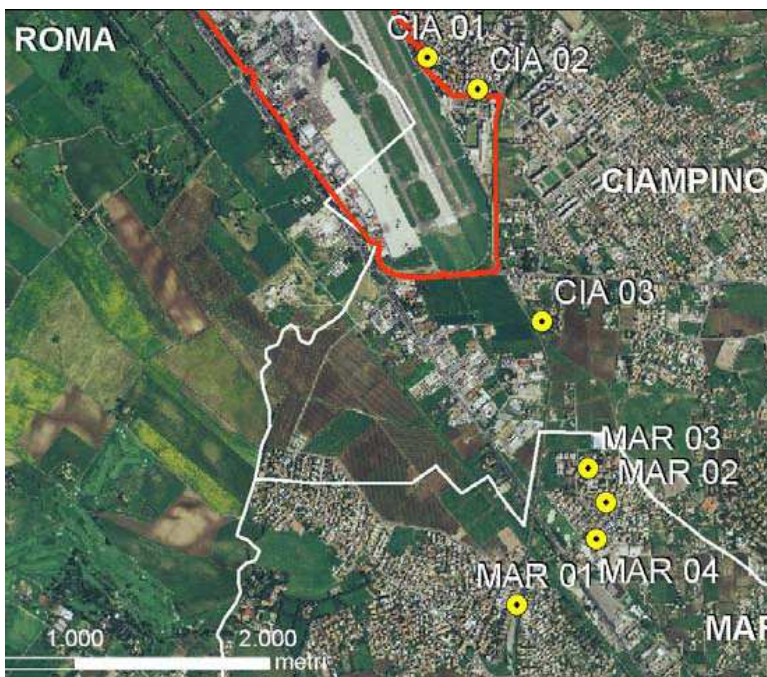 ROMA
CIA 01
CIA 02
CIAMPINO
CIA 03
MAR 03
MAR 02
MAR 04
MAR 01
MAR
1.000
2.000
metri